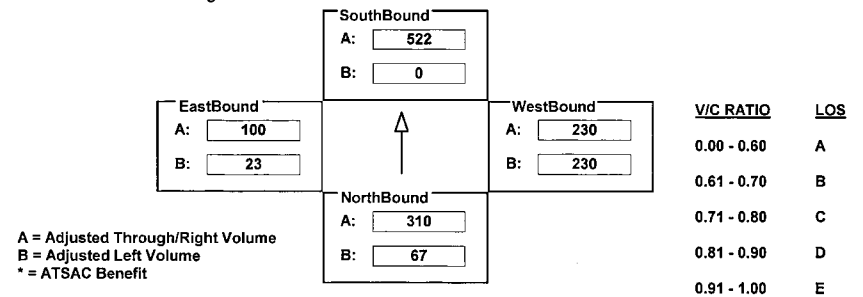 SouthBound
A: 522
B: 0
EastBound
A: 100
B: 23
WestBound
A: 230
B: 230
NorthBound
A: 310
B: 67
A = Adjusted Through/Right Volume
B = Adjusted Left Volume
* = ATSAC Benefit
V/C RATIO LOS
0.00 - 0.60 A
0.61 - 0.70 B
0.71 - 0.80 C
0.81 - 0.90 D
0.91 - 1.00 E